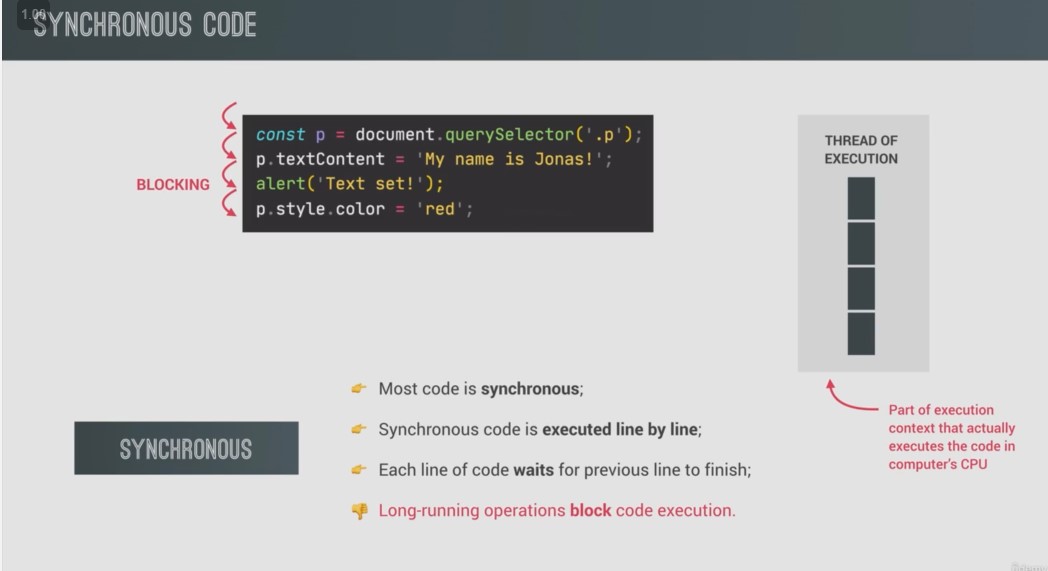 1.00
SYNCHRONOUS CODE
const p = document.querySelector('.p');
p.textContent = 'My name is Jonas!';
alert('Text set!');
p.style.color = 'red';
BLOCKING
THREAD OF
EXECUTION
Part of execution
context that actually
executes the code in
computer's CPU
SYNCHRONOUS
👉 Most code is synchronous;
👉 Synchronous code is executed line by line;
👉 Each line of code waits for previous line to finish;
👎 Long-running operations block code execution.